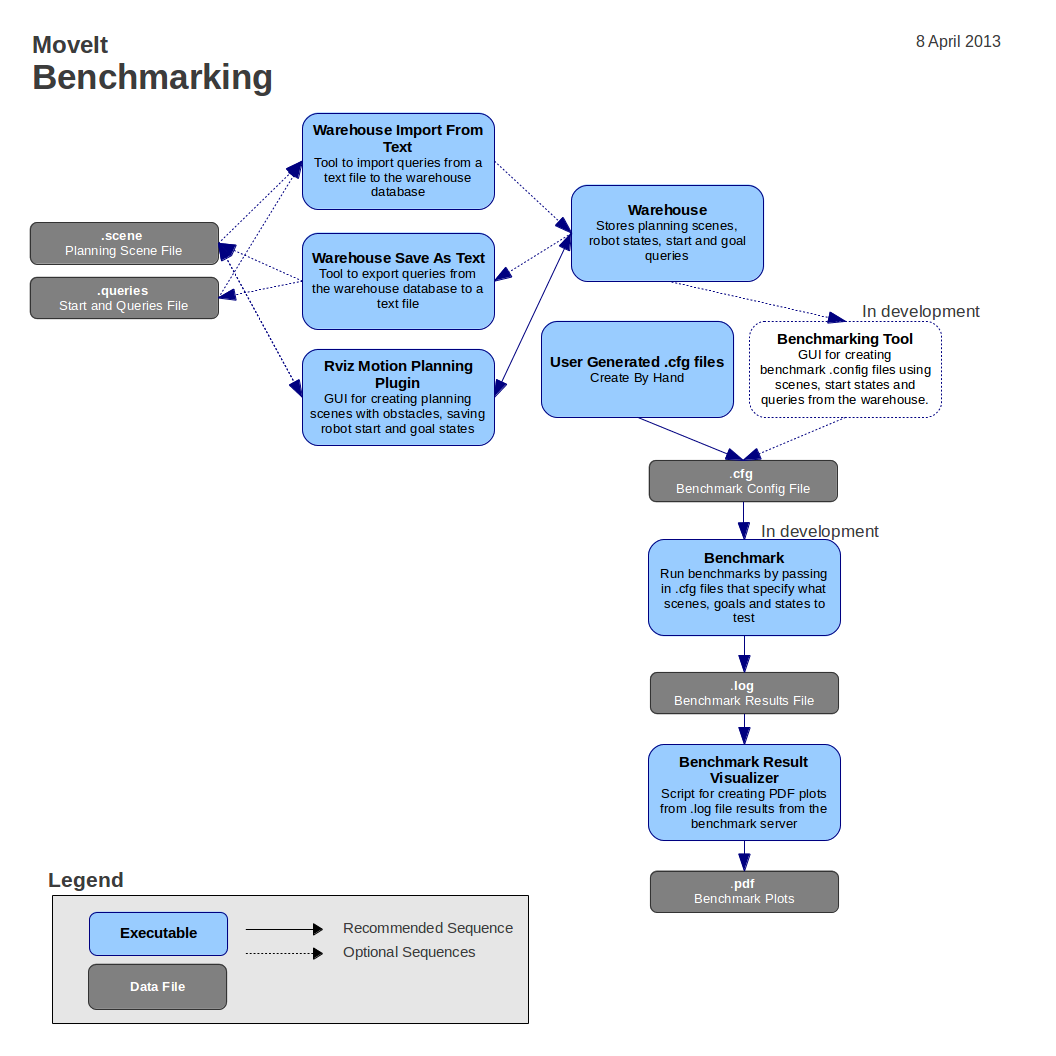 MoveIt
Benchmarking
8 April 2013
Warehouse Import From
Text
Tool to import queries from a
text file to the warehouse
database
Warehouse
Stores planning scenes,
robot states, start and goal
queries
.scene
Planning Scene File
.queries
Start and Queries File
Warehouse Save As Text
Tool to export queries from
the warehouse database to a
text file
Rviz Motion Planning
Plugin
GUI for creating planning
scenes with obstacles, saving
robot start and goal states
User Generated .cfg files
Create By Hand
In development
Benchmarking Tool
GUI for creating
benchmark .config files using
scenes, start states and
queries from the warehouse.
.cfg
Benchmark Config File
In development
Benchmark
Run benchmarks by passing
in .cfg files that specify what
scenes, goals and states to
test
.log
Benchmark Results File
Benchmark Result
Visualizer
Script for creating PDF plots
from .log file results from the
benchmark server
.pdf
Benchmark Plots
Legend
Executable
Data File
Recommended Sequence
Optional Sequences